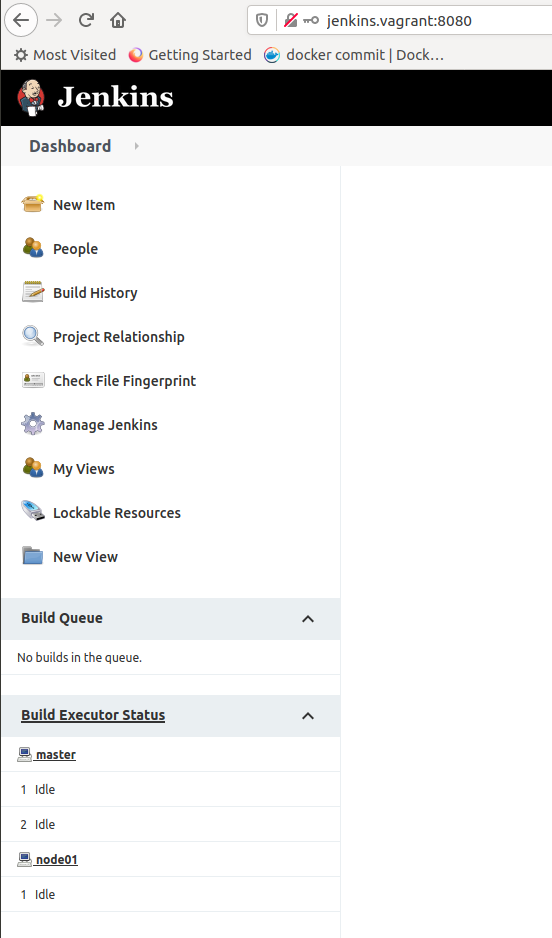 jenkins.vagrant:8080
Most Visited Getting Started docker commit | Dock…
Jenkins
Dashboard
New Item
People
Build History
Project Relationship
Check File Fingerprint
Manage Jenkins
My Views
Lockable Resources
New View
Build Queue
No builds in the queue.
Build Executor Status
master
1 Idle
2 Idle
node01
1 Idle